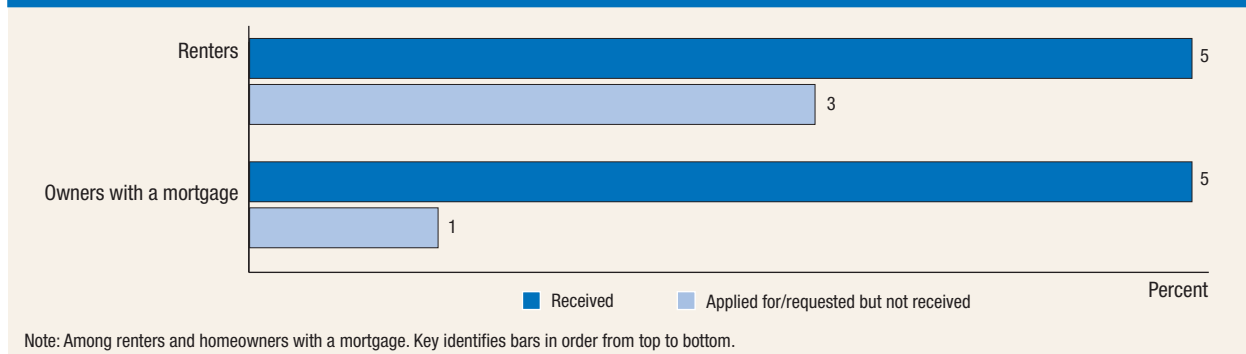 Renters
5
3
Owners with a mortgage
5
1
Percent
Received
Applied for/requested but not received
Note: Among renters and homeowners with a mortgage. Key identifies bars in order from top to bottom.